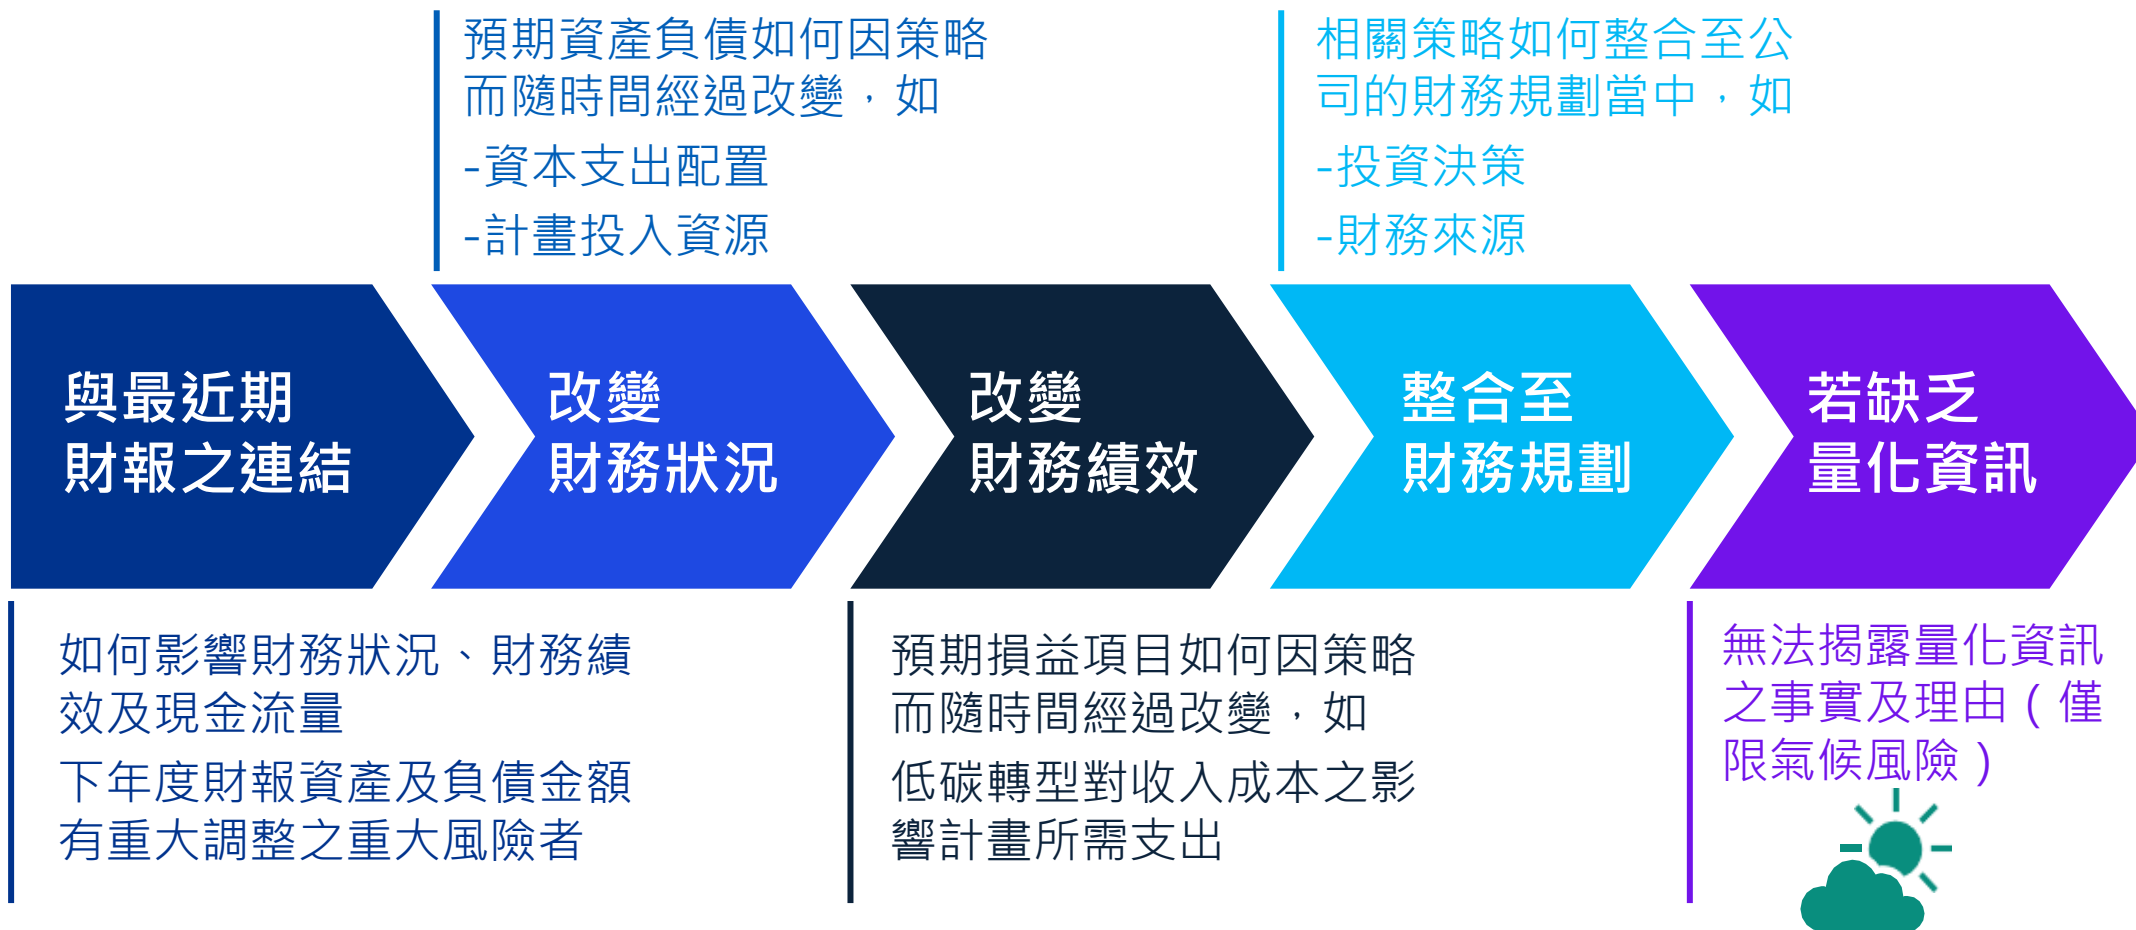 預期資產負債如何因策略
而隨時間經過改變，如
-資本支出配置
-計畫投入資源
相關策略如何整合至公
司的財務規劃當中，如
-投資決策
-財務來源
與最近期
財報之連結
改變
財務狀況
改變
財務績效
整合至
財務規劃
若缺乏
量化資訊
如何影響財務狀況、財務績
效及現金流量
下年度財報資產及負債金額
有重大調整之重大風險者
預期損益項目如何因策略
而隨時間經過改變，如
低碳轉型對收入成本之影
響計畫所需支出
無法揭露量化資訊
之事實及理由（僅
限氣候風險）